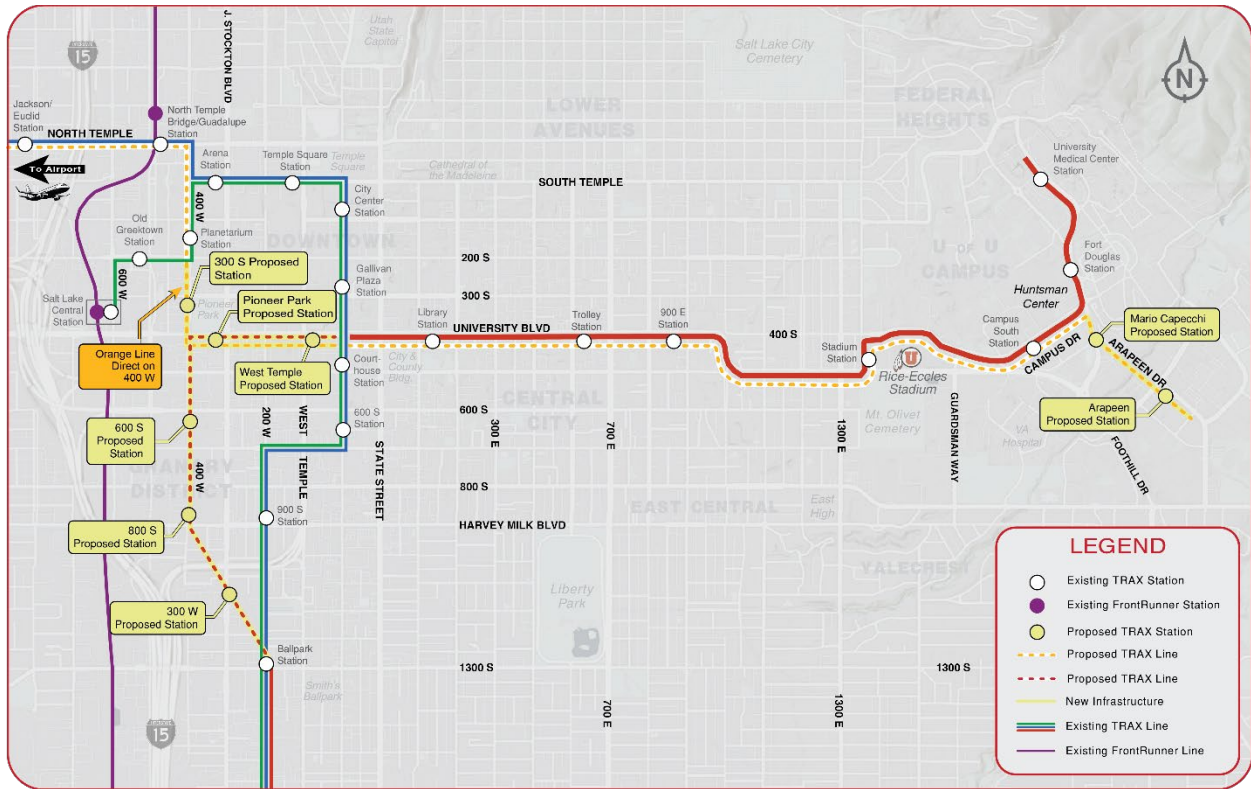 INTERSTATE
15
J. STOCKTON BLVD
Utah
State
Capitol
Salt Lake City
Cemetery
N
Jackson/
Euclid
Station
NORTH TEMPLE
North Temple
Bridge/Guadalupe
Station
LOWER
AVENUES
FEDERAL
HEIGHTS
To Airport
Arena
Station
Temple Square
Station
Temple
Square
Cathedral of
the Madeleine
SOUTH TEMPLE
University
Medical Center
Station
City
Center
Station
400 W
Old
Greektown
Station
Planetarium
Station
DOWNTOWN
U OF U
CAMPUS
Fort
Douglas
Station
600 W
300 S Proposed
Station
Gallivan
Plaza
Station
200 S
300 S
Huntsman
Center
Salt Lake
Central
Station
Pioneer
Park
Pioneer Park
Proposed Station
Library
Station
UNIVERSITY BLVD
Trolley
Station
900 E
Station
400 S
Campus
South
Station
CAMPUS DR
Mario Capecchi
Proposed Station
ARAPEEN DR
Orange Line
Direct on
400 W
West Temple
Proposed Station
Court-
house
Station
City &
County
Bldg.
Stadium
Station
U
Rice-Eccles
Stadium
CENTRAL
CITY
Mt. Olivet
Cemetery
GUARDSMAN WAY
VA
Hospital
Arapeen
Proposed Station
FOOTHILL DR
600 S
Proposed
Station
200 W
WEST TEMPLE
600 S
Station
STATE STREET
300 E
700 E
1300 E
600 S
GRANARY
DISTRICT
400 W
800 S
EAST CENTRAL
East
High
900 S
Station
HARVEY MILK BLVD
800 S
Proposed Station
YALECREST
Liberty
Park
300 W
Proposed Station
Ballpark
Station
1300 S
1300 S
Smith's
Ballpark
INTERSTATE
15
700 E
1300 E
LEGEND
Existing TRAX Station
Existing FrontRunner Station
Proposed TRAX Station
Proposed TRAX Line
Proposed TRAX Line
New Infrastructure
Existing TRAX Line
Existing FrontRunner Line